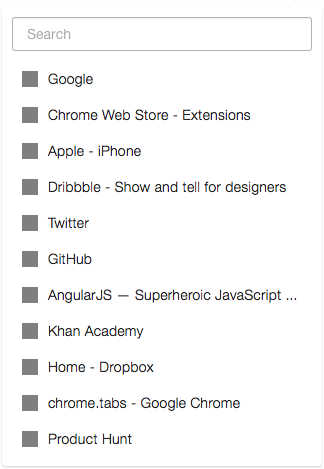 Search
Google
Chrome Web Store - Extensions
Apple - iPhone
Dribbble - Show and tell for designers
Twitter
GitHub
AngularJS — Superheroic JavaScript ...
Khan Academy
Home - Dropbox
chrome.tabs - Google Chrome
Product Hunt